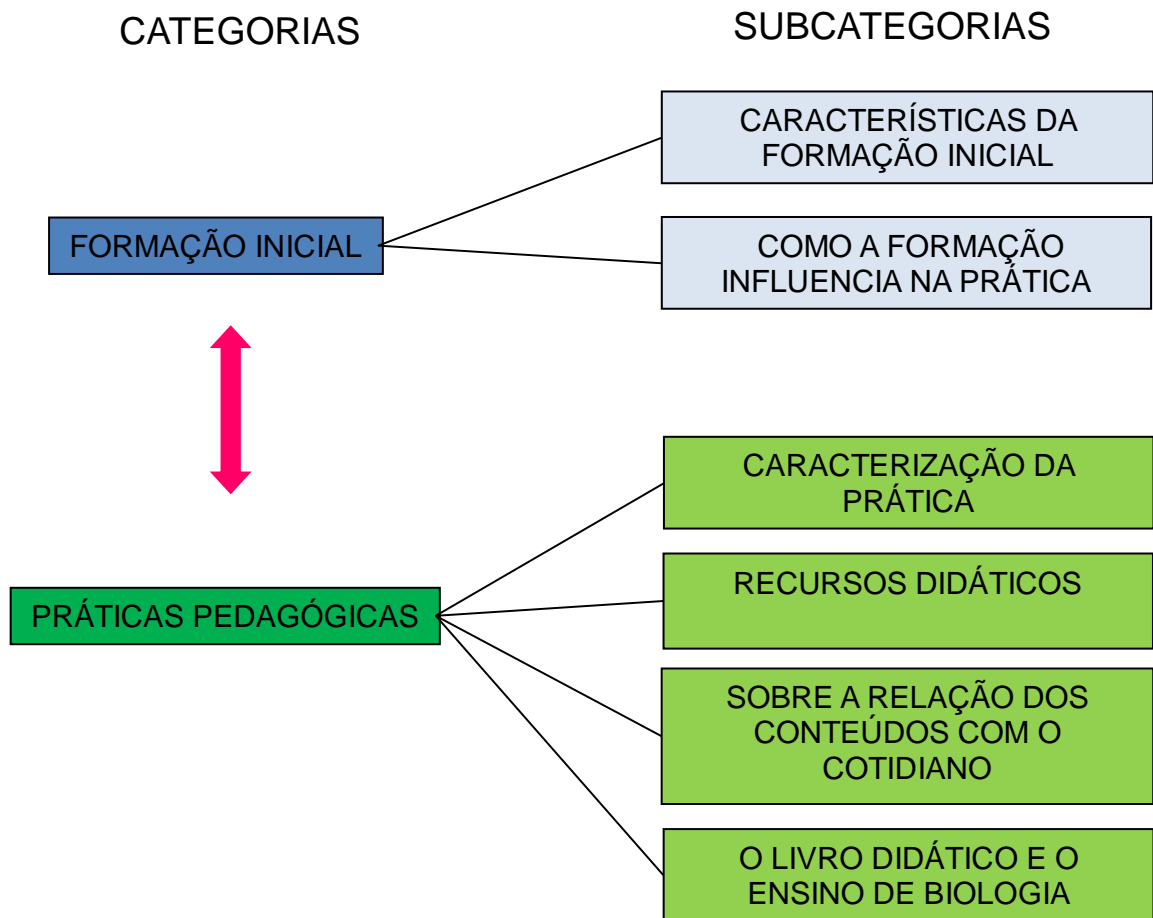 CATEGORIAS
SUBCATEGORIAS
CARACTERÍSTICAS DA
FORMAÇÃO INICIAL
FORMAÇÃO INICIAL
COMO A FORMAÇÃO
INFLUENCIA NA PRÁTICA
CARACTERIZAÇÃO DA
PRÁTICA
RECURSOS DIDÁTICOS
PRÁTICAS PEDAGÓGICAS
SOBRE A RELAÇÃO DOS
CONTEÚDOS COM O
COTIDIANO
O LIVRO DIDÁTICO E O
ENSINO DE BIOLOGIA